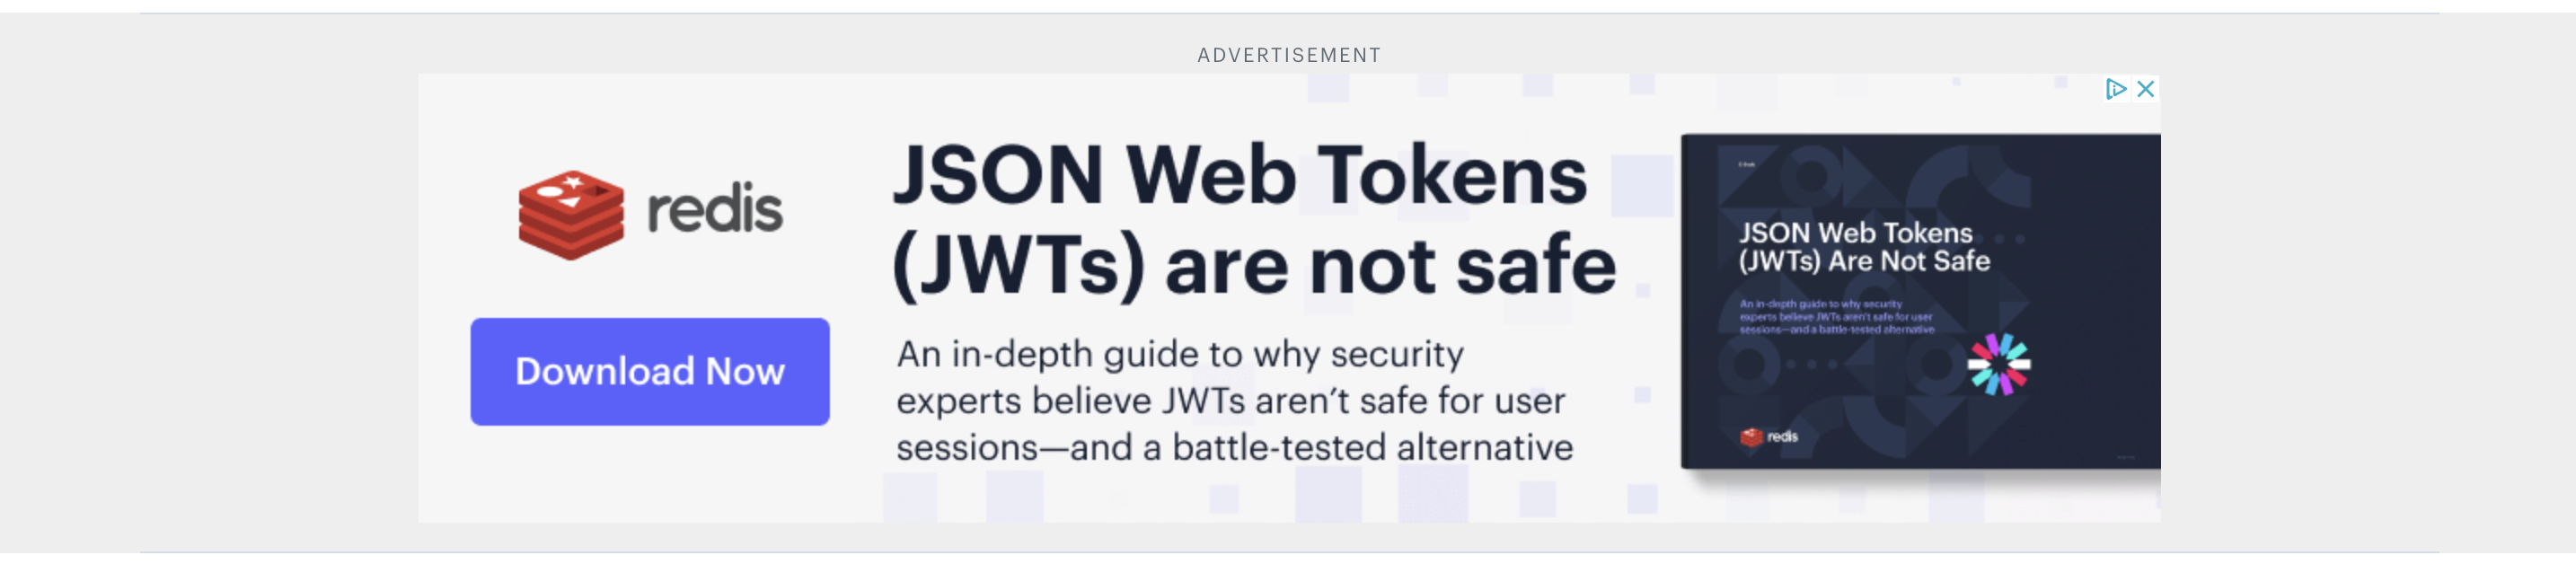 ADVERTISEMENT
redis
Download Now
JSON Web Tokens
(JWTs) are not safe
An in-depth guide to why security
experts believe JWTs aren’t safe for user
sessions—and a battle-tested alternative
JSON Web Tokens
(JWTs) Are Not Safe
An in-depth guide to why security
experts believe JWTs aren’t safe for user
sessions—and a battle-tested alternative
redis